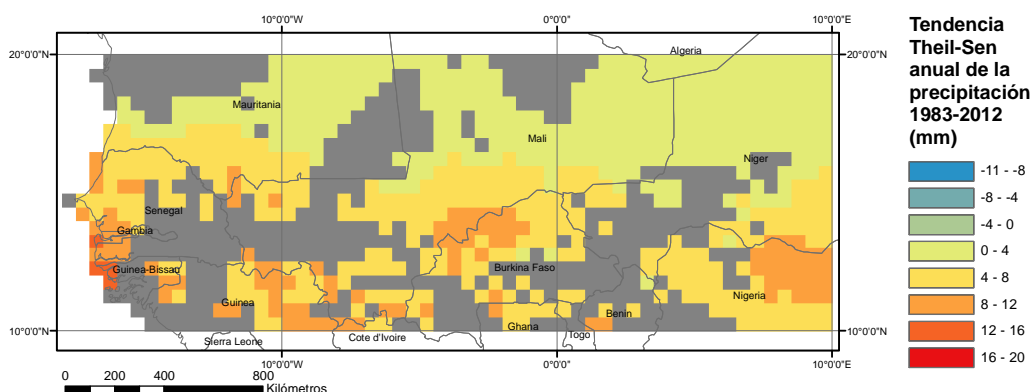 10°0'0"W 0°0'0" 10°0'0"E
20°0'0"N 20°0'0"N
Algeria
Mauritania
Mali
Niger
Senegal
Gambia
Guinea-Bissau
Burkina Faso
Guinea
Nigeria
Benin
Ghana
10°0'0"N 10°0'0"N
Sierra Leone
Cote d'Ivoire
Togo
10°0'0"W 0°0'0" 10°0'0"E
0 200 400 800
Kilómetros
Tendencia
Theil-Sen
anual de la
precipitación
1983-2012
(mm)
-11 - -8
-8 - -4
-4 - 0
0 - 4
4 - 8
8 - 12
12 - 16
16 - 20